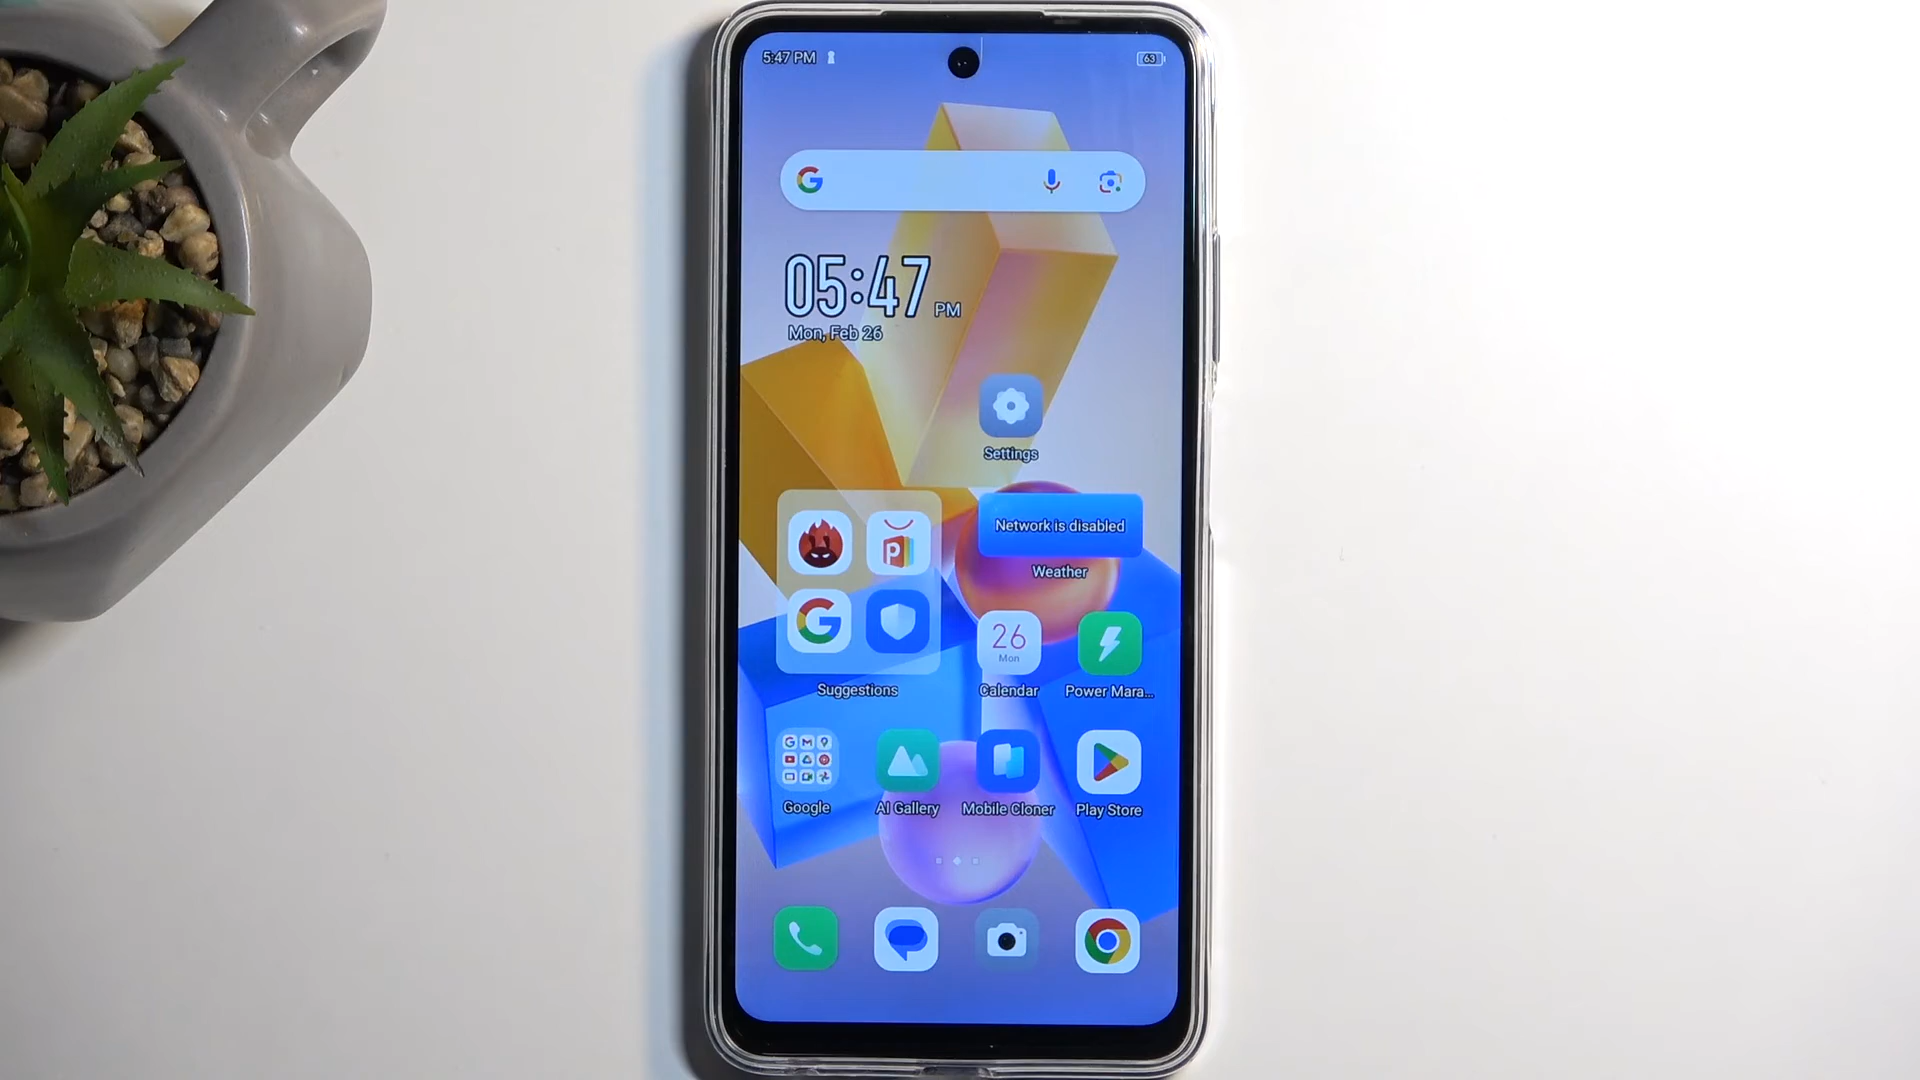 5:47 PM
63
05:47 PM
Mon, Feb 26
Settings
Network is disabled
Weather
26
Mon
Suggestions
Calendar
Power Mara...
Google
AI Gallery
Mobile Cloner
Play Store